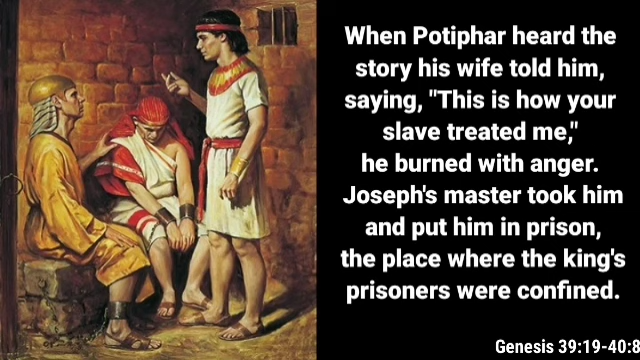 When Potiphar heard the
story his wife told him,
saying, "This is how your
slave treated me,"
he burned with anger.
Joseph's master took him
and put him in prison,
the place where the king's
prisoners were confined.
Genesis 39:19-40:8